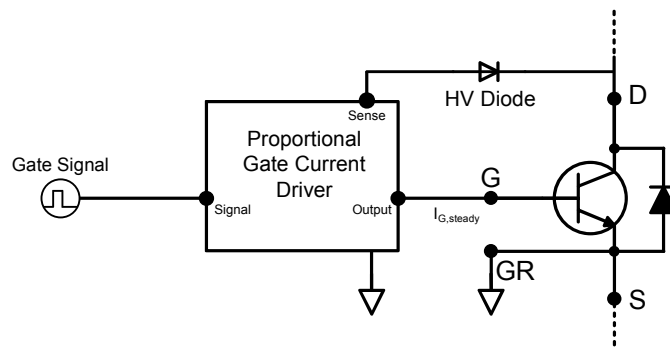 HV Diode
D
Sense
Proportional
Gate Current
Driver
Gate Signal
G
Signal
Output
I_G,steady
GR
S